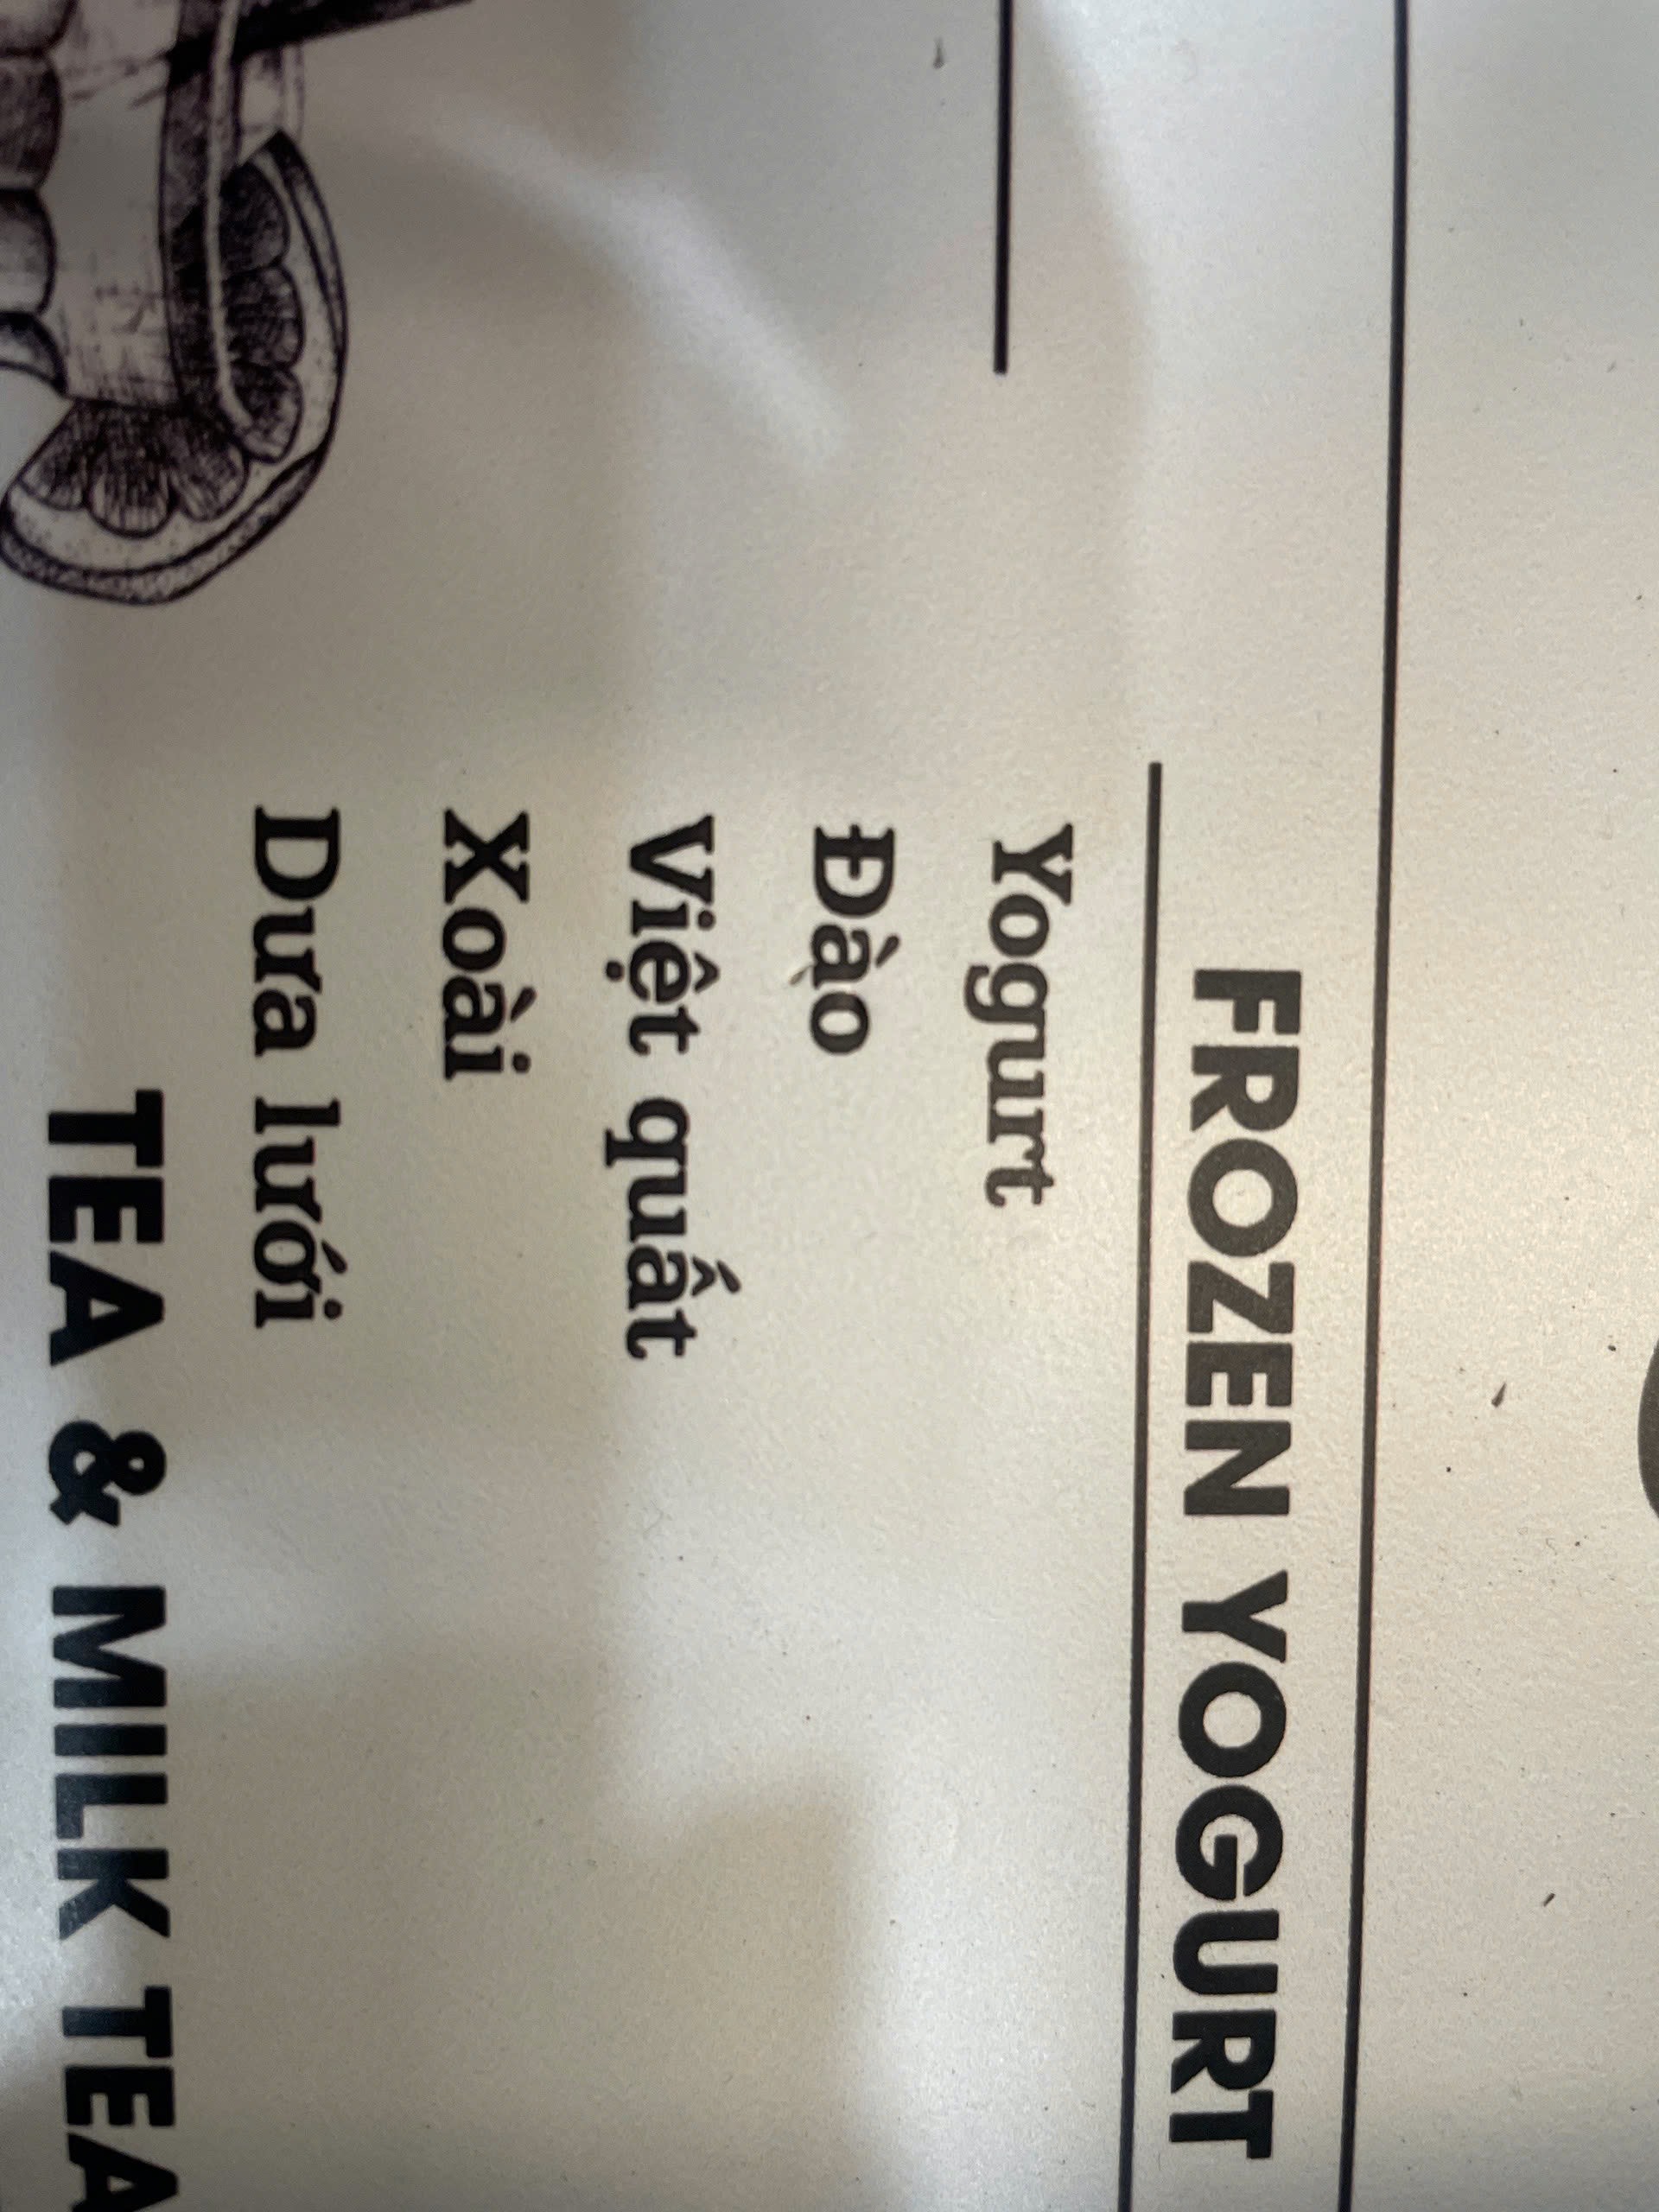 FROZEN YOGURT
Yogurt
Đào
Việt quất
Xoài
Dưa lưới
TEA & MILK TEA